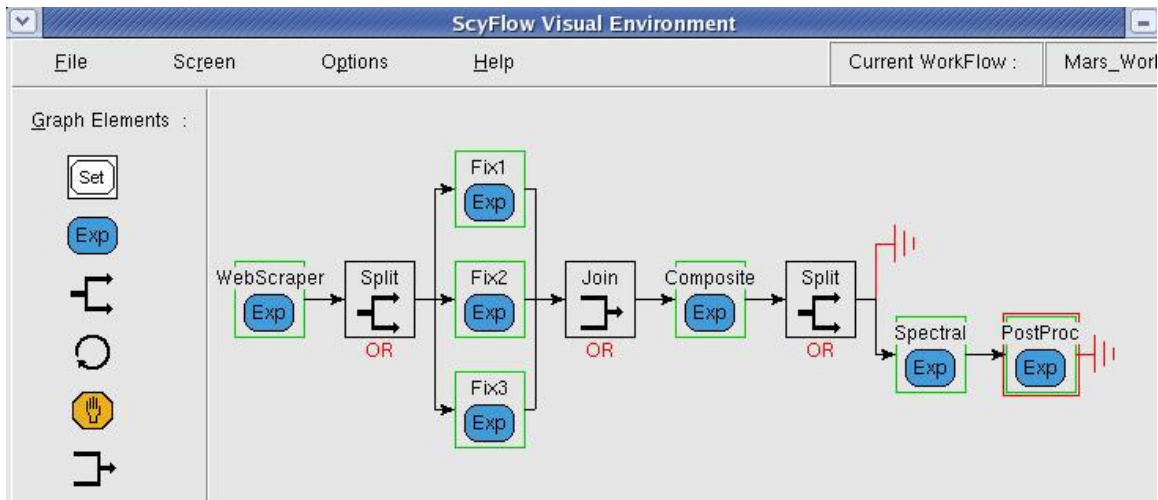 ScyFlow Visual Environment
File Screen Options Help Current WorkFlow : Mars_Worl
Graph Elements :
Set
Exp
Fix1
Exp
WebScraper
Exp
Split
OR
Fix2
Exp
Fix3
Exp
Join
OR
Composite
Exp
Split
OR
Spectral
Exp
PostProc
Exp